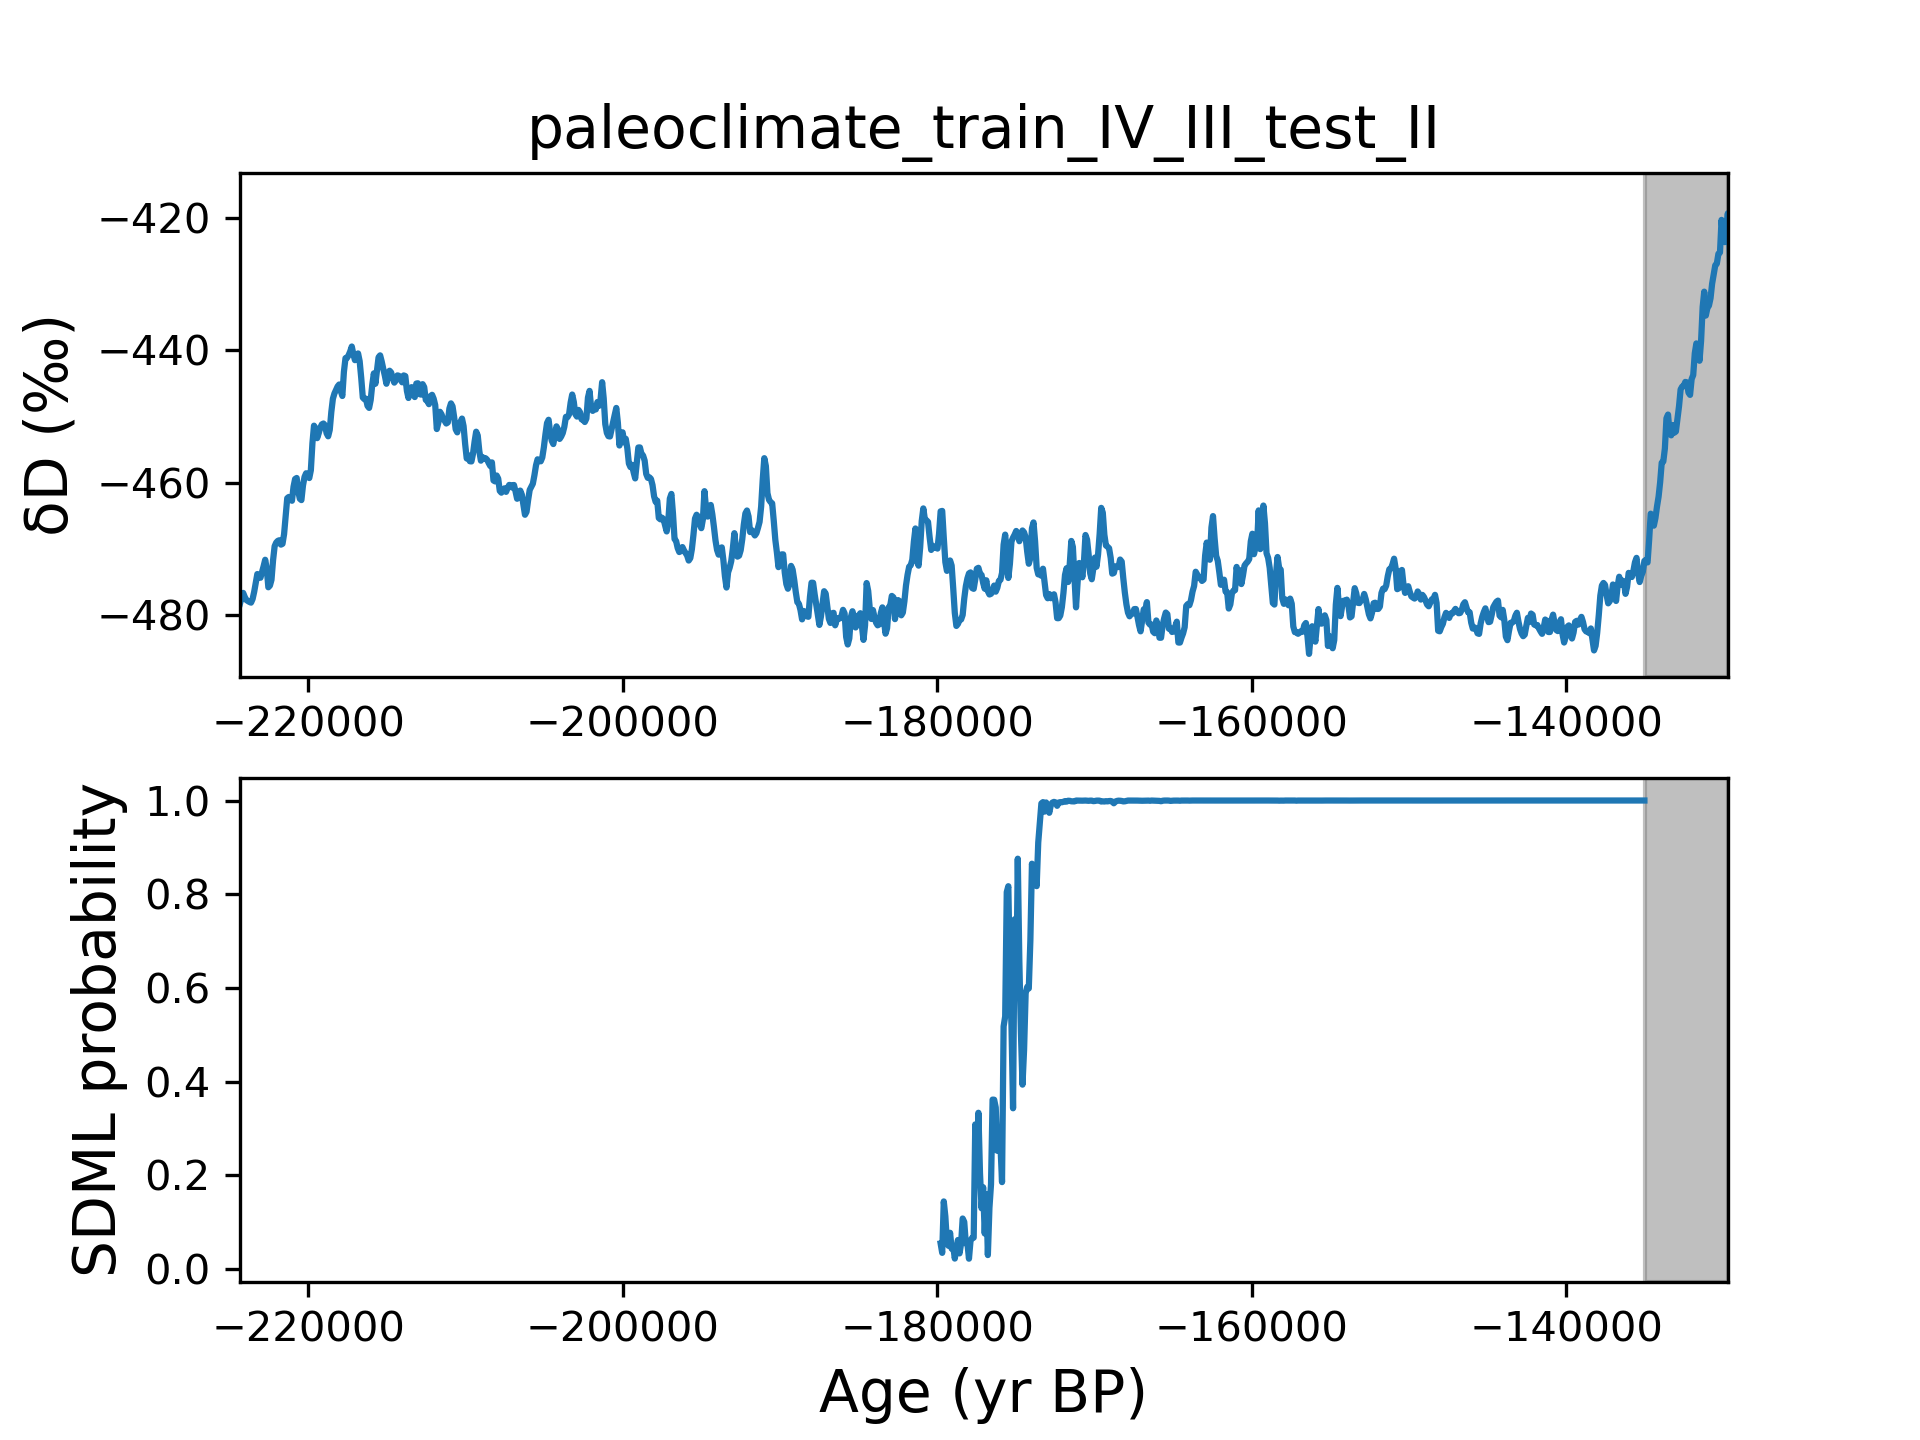 paleoclimate_train_IV_III_test_II
δD (‰)
−420
−440
−460
−480
−220000 −200000 −180000 −160000 −140000
SDML probability
1.0
0.8
0.6
0.4
0.2
0.0
−220000 −200000 −180000 −160000 −140000
Age (yr BP)